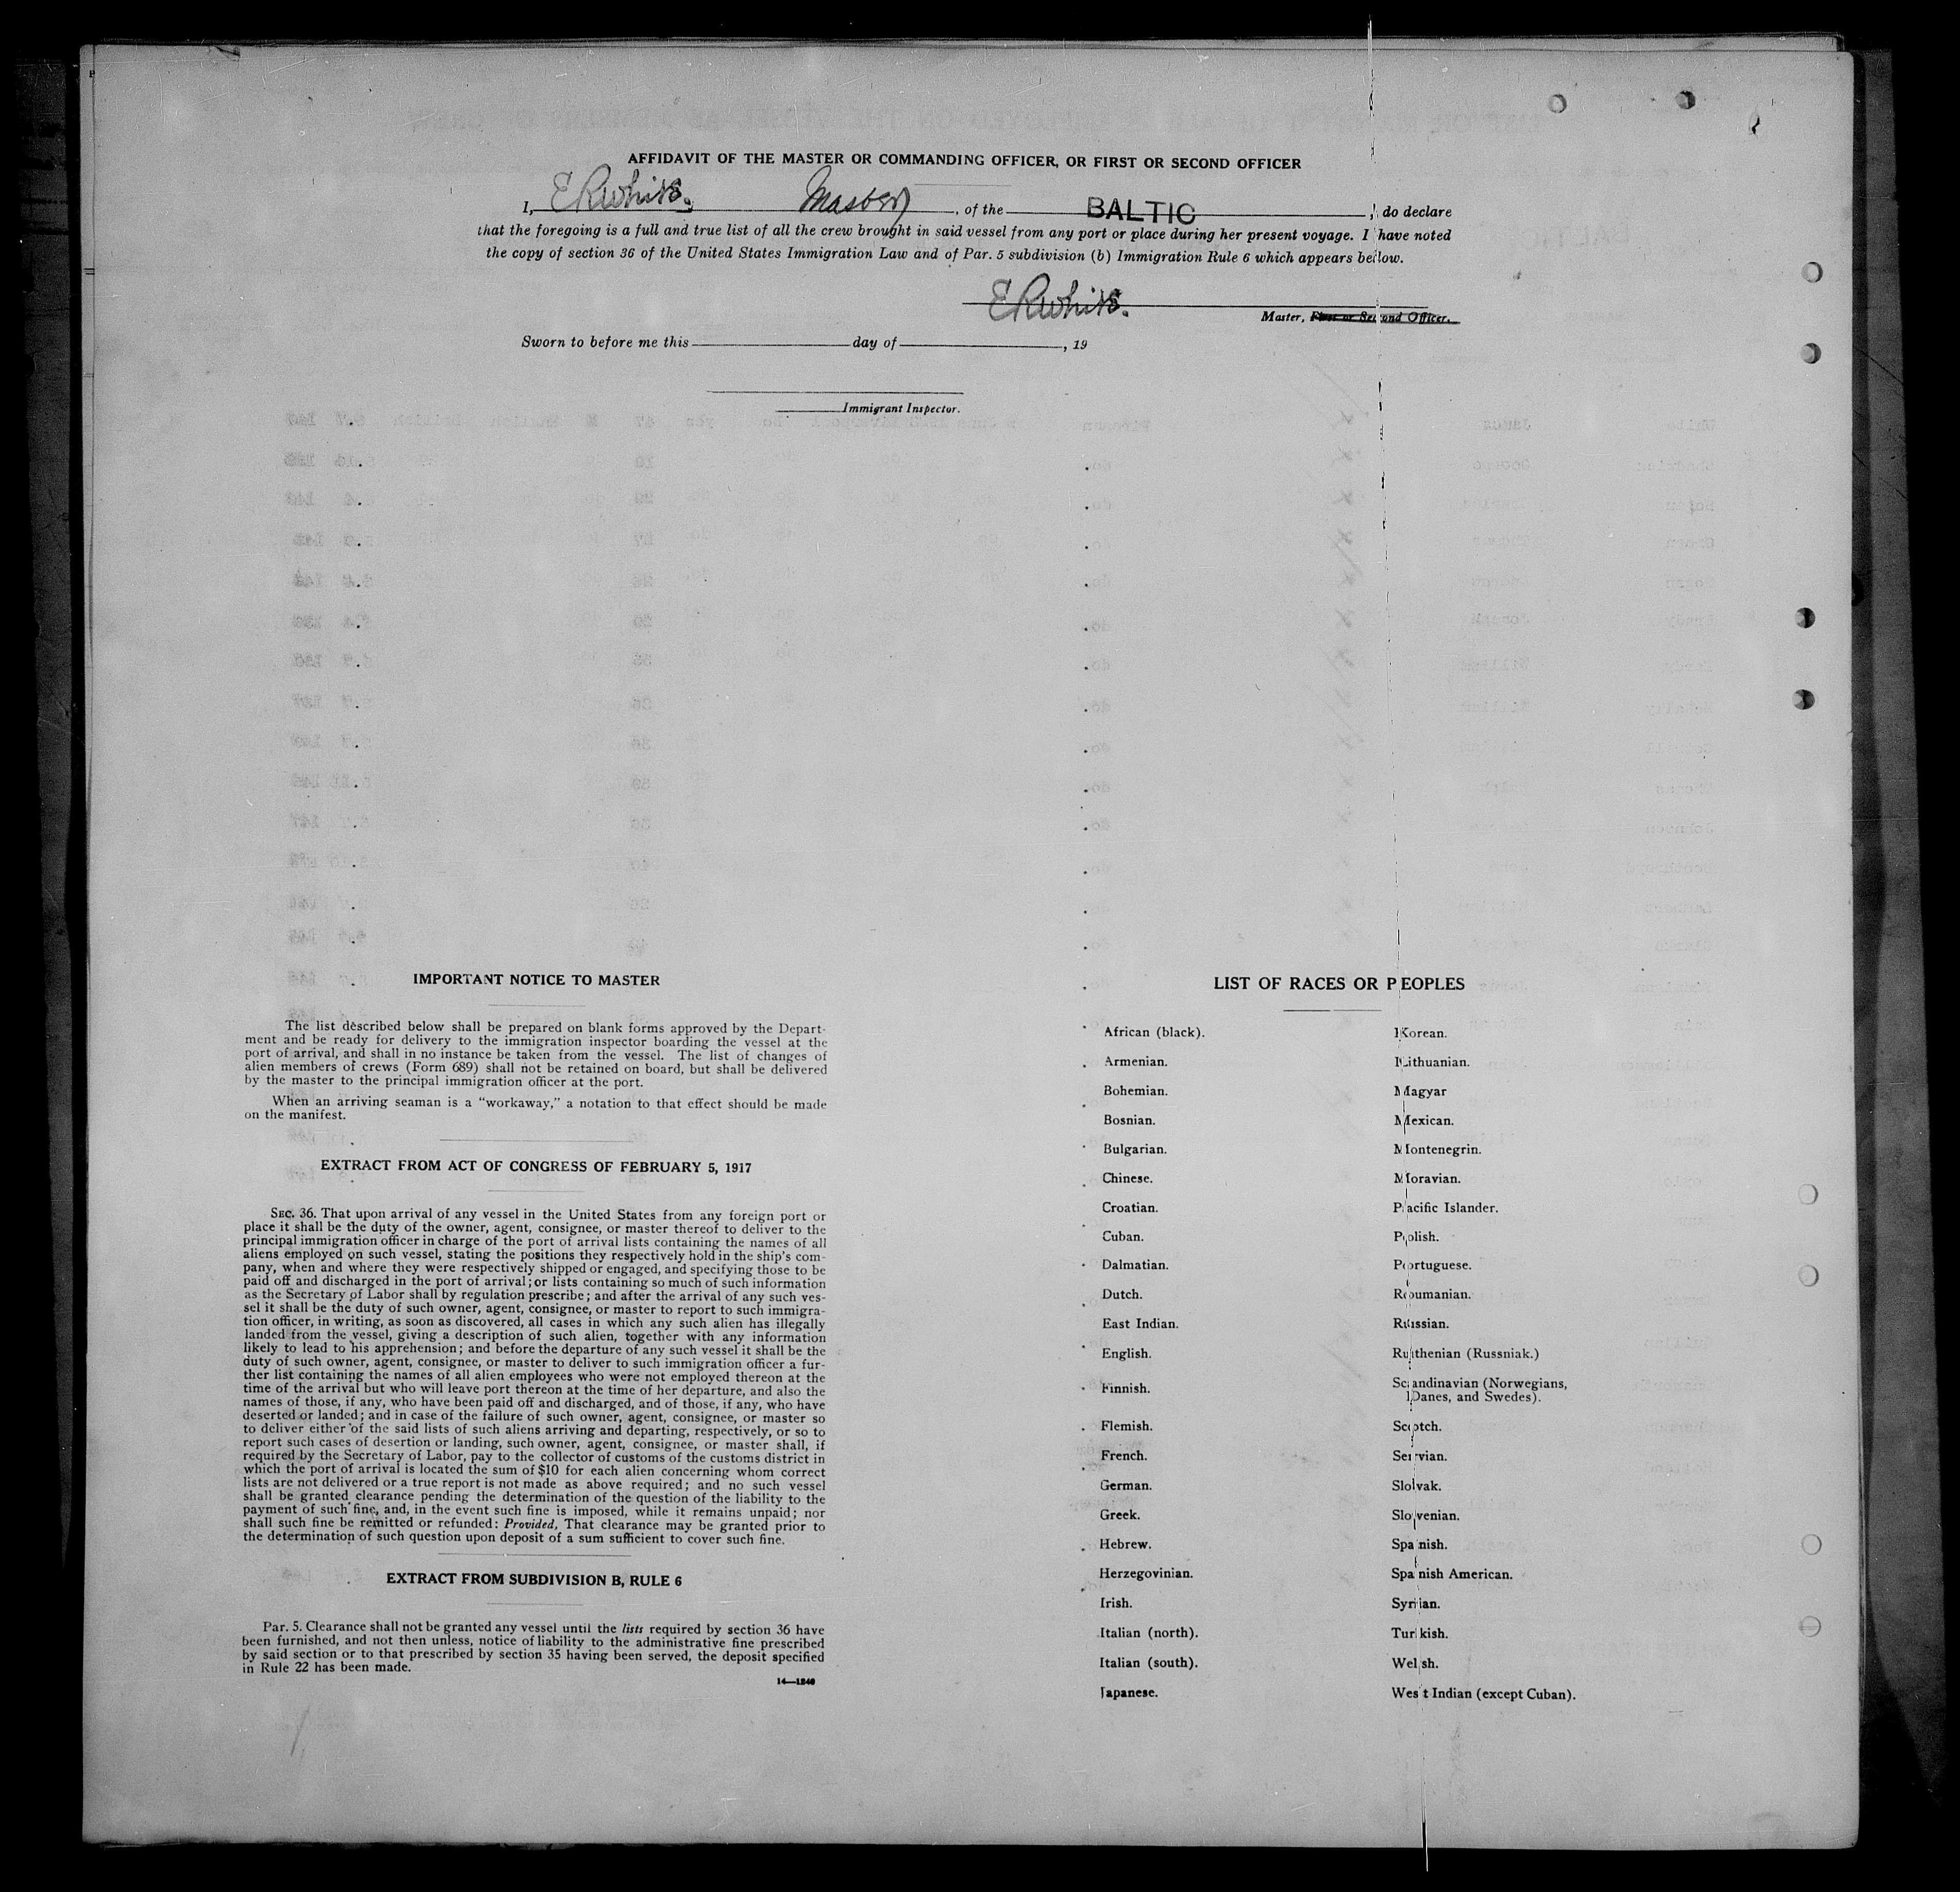 AFFIDAVIT OF THE MASTER OR COMMANDING OFFICER, OR FIRST OR SECOND OFFICER
I, E R White. Master, of the BALTIC, do declare
that the foregoing is a full and true list of all the crew brought in said vessel from any port or place during her present voyage. I have noted
the copy of section 36 of the United States Immigration Law and of Par. 5 subdivision (b) Immigration Rule 6 which appears below.
E R White.
Master, First or Second Officer.
Sworn to before me this day of , 19
Immigrant Inspector.
IMPORTANT NOTICE TO MASTER
The list described below shall be prepared on blank forms approved by the Depart-
ment and be ready for delivery to the immigration inspector boarding the vessel at the
port of arrival, and shall in no instance be taken from the vessel. The list of changes of
alien members of crews (Form 689) shall not be retained on board, but shall be delivered
by the master to the principal immigration officer at the port.
When an arriving seaman is a "workaway," a notation to that effect should be made
on the manifest.
EXTRACT FROM ACT OF CONGRESS OF FEBRUARY 5, 1917
SEC. 36. That upon arrival of any vessel in the United States from any foreign port or
place it shall be the duty of the owner, agent, consignee, or master thereof to deliver to the
principal immigration officer in charge of the port of arrival lists containing the names of all
aliens employed on such vessel, stating the positions they respectively hold in the ship's com-
pany, when and where they were respectively shipped or engaged, and specifying those to be
paid off and discharged in the port of arrival; or lists containing so much of such information
as the Secretary of Labor shall by regulation prescribe; and after the arrival of any such ves-
sel it shall be the duty of such owner, agent, consignee, or master to report to such immigra-
tion officer, in writing, as soon as discovered, all cases in which any such alien has illegally
landed from the vessel, giving a description of such alien, together with any information
likely to lead to his apprehension; and before the departure of any such vessel it shall be the
duty of such owner, agent, consignee, or master to deliver to such immigration officer a fur-
ther list containing the names of all alien employees who were not employed thereon at the
time of the arrival but who will leave port thereon at the time of her departure, and also the
names of those, if any, who have been paid off and discharged, and of those, if any, who have
deserted or landed; and in case of the failure of such owner, agent, consignee, or master so
to deliver either of the said lists of such aliens arriving and departing, respectively, or so to
report such cases of desertion or landing, such owner, agent, consignee, or master shall, if
required by the Secretary of Labor, pay to the collector of customs of the customs district in
which the port of arrival is located the sum of $10 for each alien concerning whom correct
lists are not delivered or a true report is not made as above required; and no such vessel
shall be granted clearance pending the determination of the question of the liability to the
payment of such fine, and, in the event such fine is imposed, while it remains unpaid; nor
shall such fine be remitted or refunded: Provided, That clearance may be granted prior to
the determination of such question upon deposit of a sum sufficient to cover such fine.
EXTRACT FROM SUBDIVISION B, RULE 6
Par. 5. Clearance shall not be granted any vessel until the lists required by section 36 have
been furnished, and not then unless, notice of liability to the administrative fine prescribed
by said section or to that prescribed by section 35 having been served, the deposit specified
in Rule 22 has been made.
14—1240
LIST OF RACES OR PEOPLES
African (black).
Armenian.
Bohemian.
Bosnian.
Bulgarian.
Chinese.
Croatian.
Cuban.
Dalmatian.
Dutch.
East Indian.
English.
Finnish.
Flemish.
French.
German.
Greek.
Hebrew.
Herzegovinian.
Irish.
Italian (north).
Italian (south).
Japanese.
Korean.
Lithuanian.
Magyar
Mexican.
Montenegrin.
Moravian.
Pacific Islander.
Polish.
Portuguese.
Roumanian.
Russian.
Ruthenian (Russniak.)
Scandinavian (Norwegians,
Danes, and Swedes).
Scotch.
Servian.
Slovak.
Slovenian.
Spanish.
Spanish American.
Syrian.
Turkish.
Welsh.
West Indian (except Cuban).